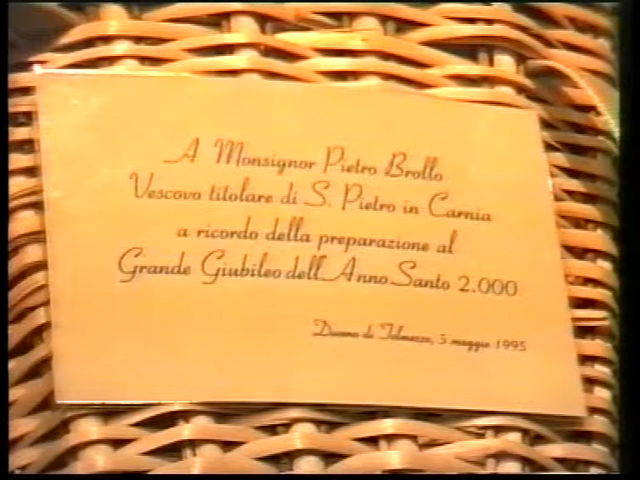 A Monsignor Pietro Brollo
Vescovo titolare di S. Pietro in Carnia
a ricordo della preparazione al
Grande Giubileo dell'Anno Santo 2.000
Duomo di Tolmezzo, 5 maggio 1995